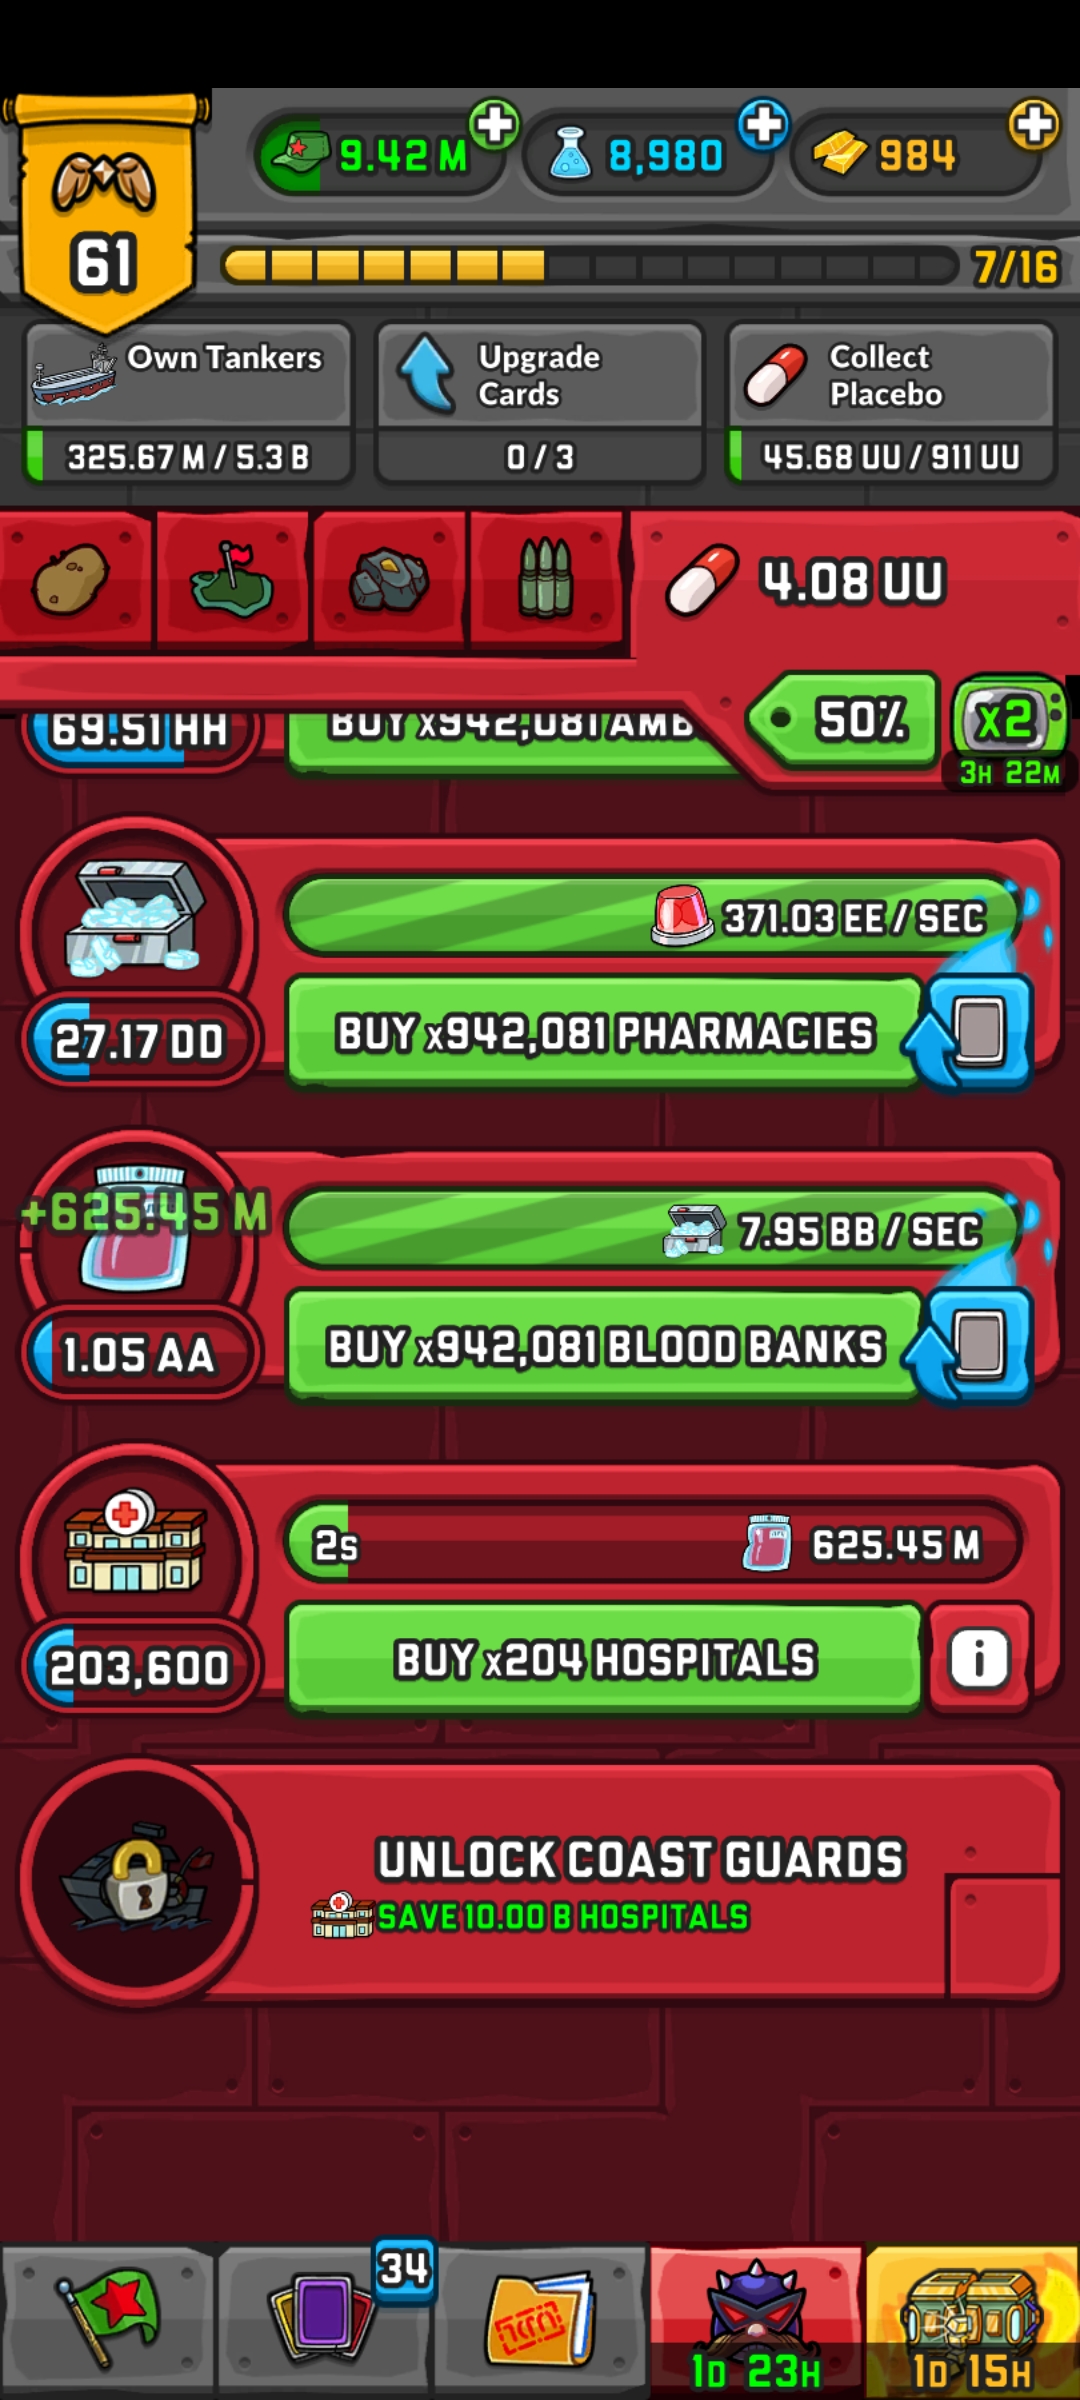 61
9.42 M
8,980
984
7/16
Own Tankers
325.67 M / 5.3 B
Upgrade
Cards
0 / 3
Collect
Placebo
45.68 UU / 911 UU
4.08 UU
50%
x2
3H 22M
69.51 HH
BUY x942,081 AMB
371.03 EE / SEC
27.17 DD
BUY x942,081 PHARMACIES
+625.45 M
7.95 BB / SEC
1.05 AA
BUY x942,081 BLOOD BANKS
2s
625.45 M
203,600
BUY x204 HOSPITALS
i
UNLOCK COAST GUARDS
SAVE 10.00 B HOSPITALS
34
1D 23H
1D 15H